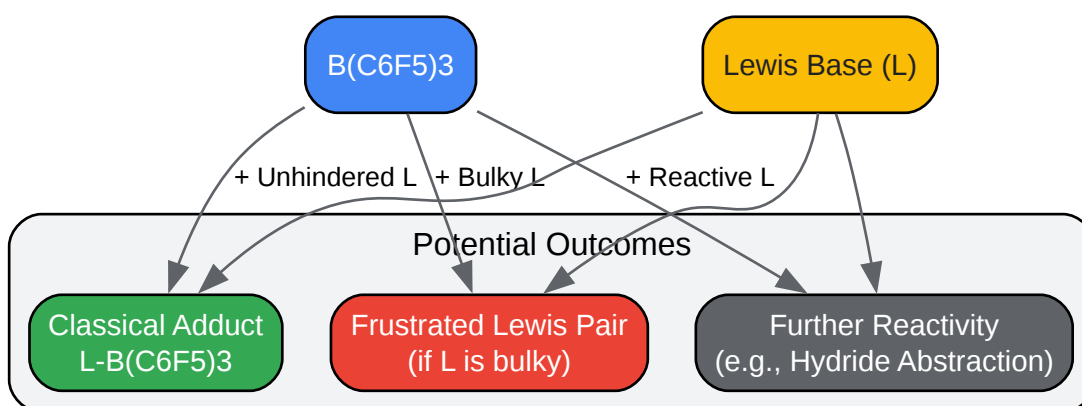 B(C6F5)3
Lewis Base (L)
+ Unhindered L
+ Bulky L
+ Reactive L
Potential Outcomes
Classical Adduct
L-B(C6F5)3
Frustrated Lewis Pair
(if L is bulky)
Further Reactivity
(e.g., Hydride Abstraction)